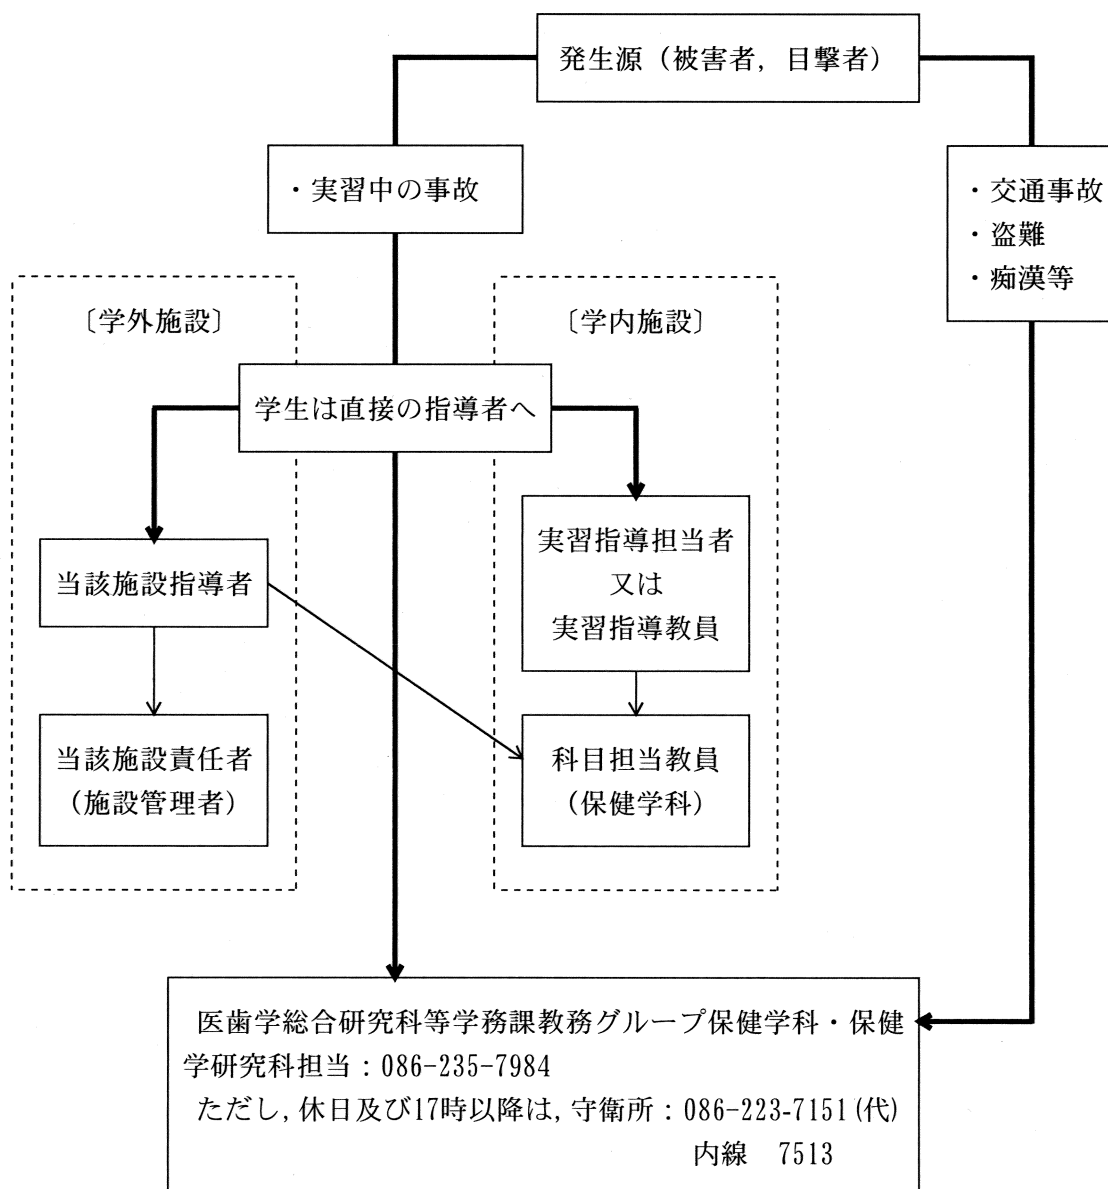 発生源（被害者，目撃者）
・実習中の事故
・交通事故
・盗難
・痴漢等
〔学外施設〕
〔学内施設〕
学生は直接の指導者へ
当該施設指導者
実習指導担当者
又は
実習指導教員
当該施設責任者
（施設管理者）
科目担当教員
（保健学科）
医歯学総合研究科等学務課教務グループ保健学科・保健
学研究科担当：086-235-7984
ただし，休日及び17時以降は，守衛所：086-223-7151(代)
内線　7513